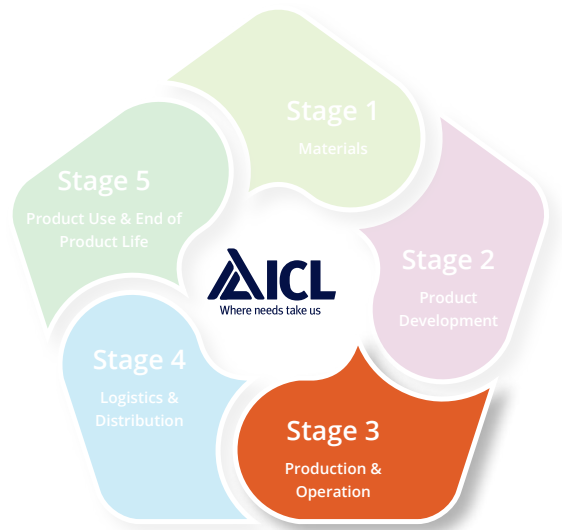 Stage 1
Materials
Stage 2
Product
Development
Stage 3
Production &
Operation
Stage 4
Logistics &
Distribution
Stage 5
Product Use & End of
Product Life
ICL
Where needs take us